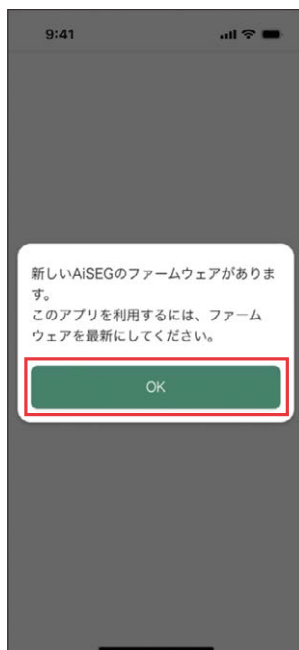 9:41
新しいAiSEGのファームウェアがありま
す。
このアプリを利用するには、ファーム
ウェアを最新にしてください。
OK